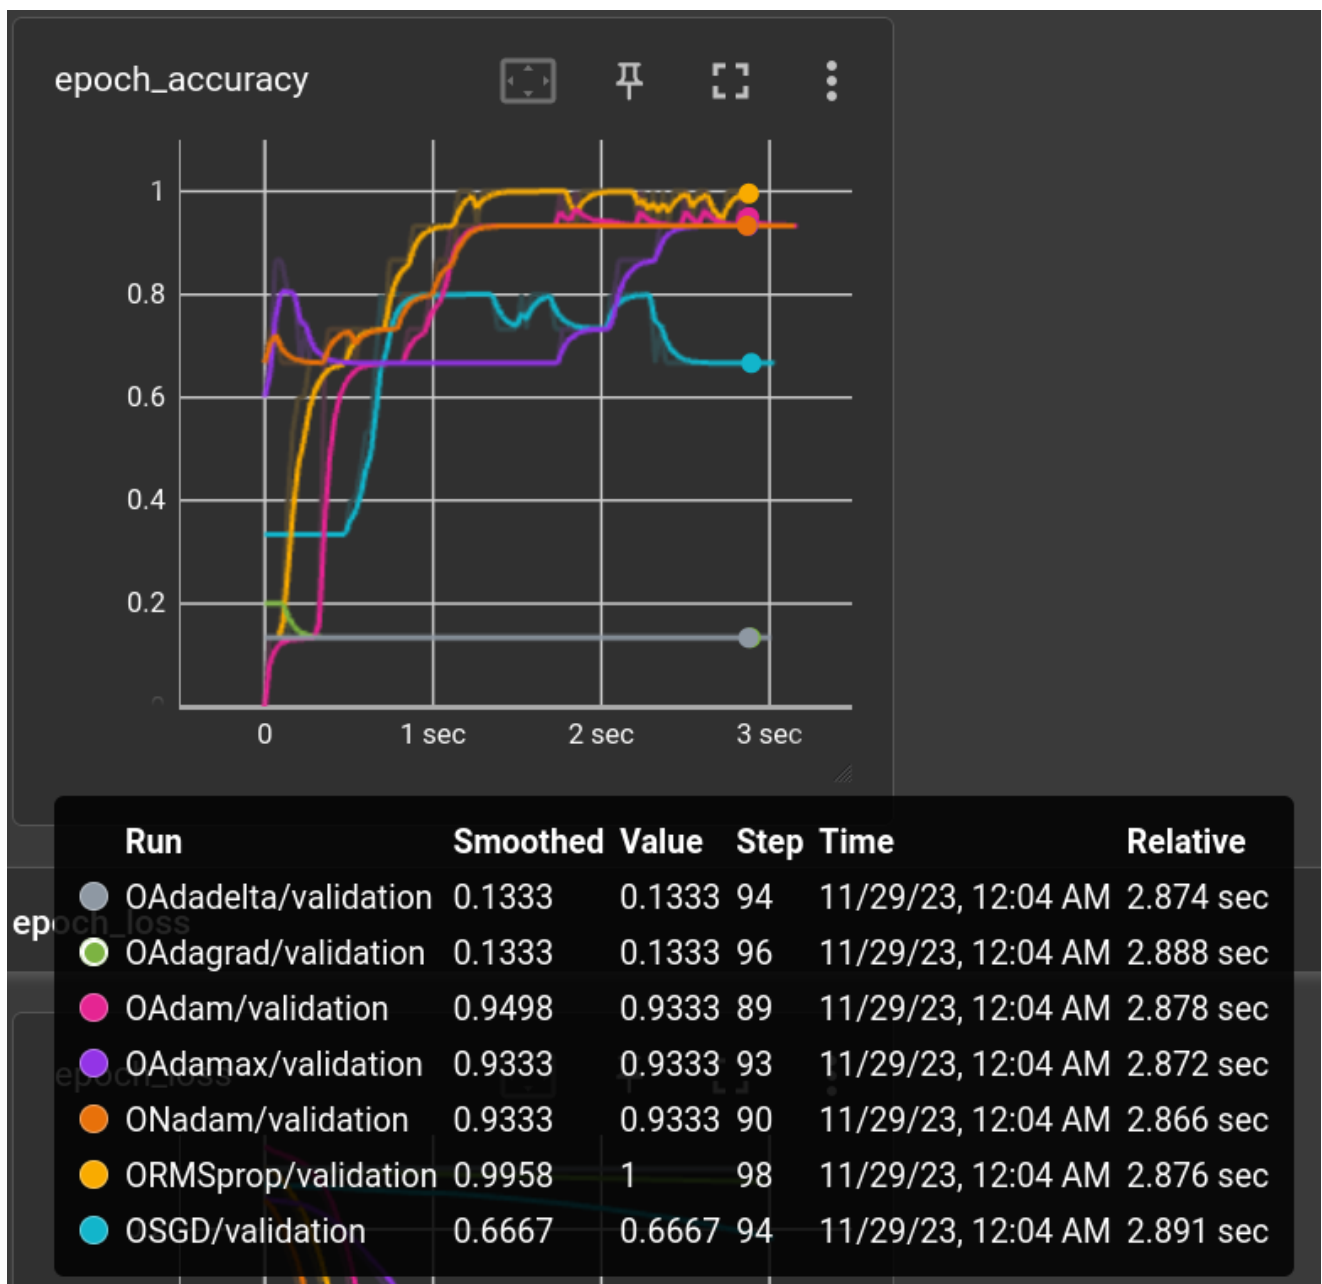 epoch_accuracy
1
0.8
0.6
0.4
0.2
0 1 sec 2 sec 3 sec
Run Smoothed Value Step Time Relative
OAdadelta/validation 0.1333 0.1333 94 11/29/23, 12:04 AM 2.874 sec
epoch_loss
OAdagrad/validation 0.1333 0.1333 96 11/29/23, 12:04 AM 2.888 sec
OAdam/validation 0.9498 0.9333 89 11/29/23, 12:04 AM 2.878 sec
OAdamax/validation 0.9333 0.9333 93 11/29/23, 12:04 AM 2.872 sec
epoch_loss
ONadam/validation 0.9333 0.9333 90 11/29/23, 12:04 AM 2.866 sec
ORMSprop/validation 0.9958 1 98 11/29/23, 12:04 AM 2.876 sec
OSGD/validation 0.6667 0.6667 94 11/29/23, 12:04 AM 2.891 sec